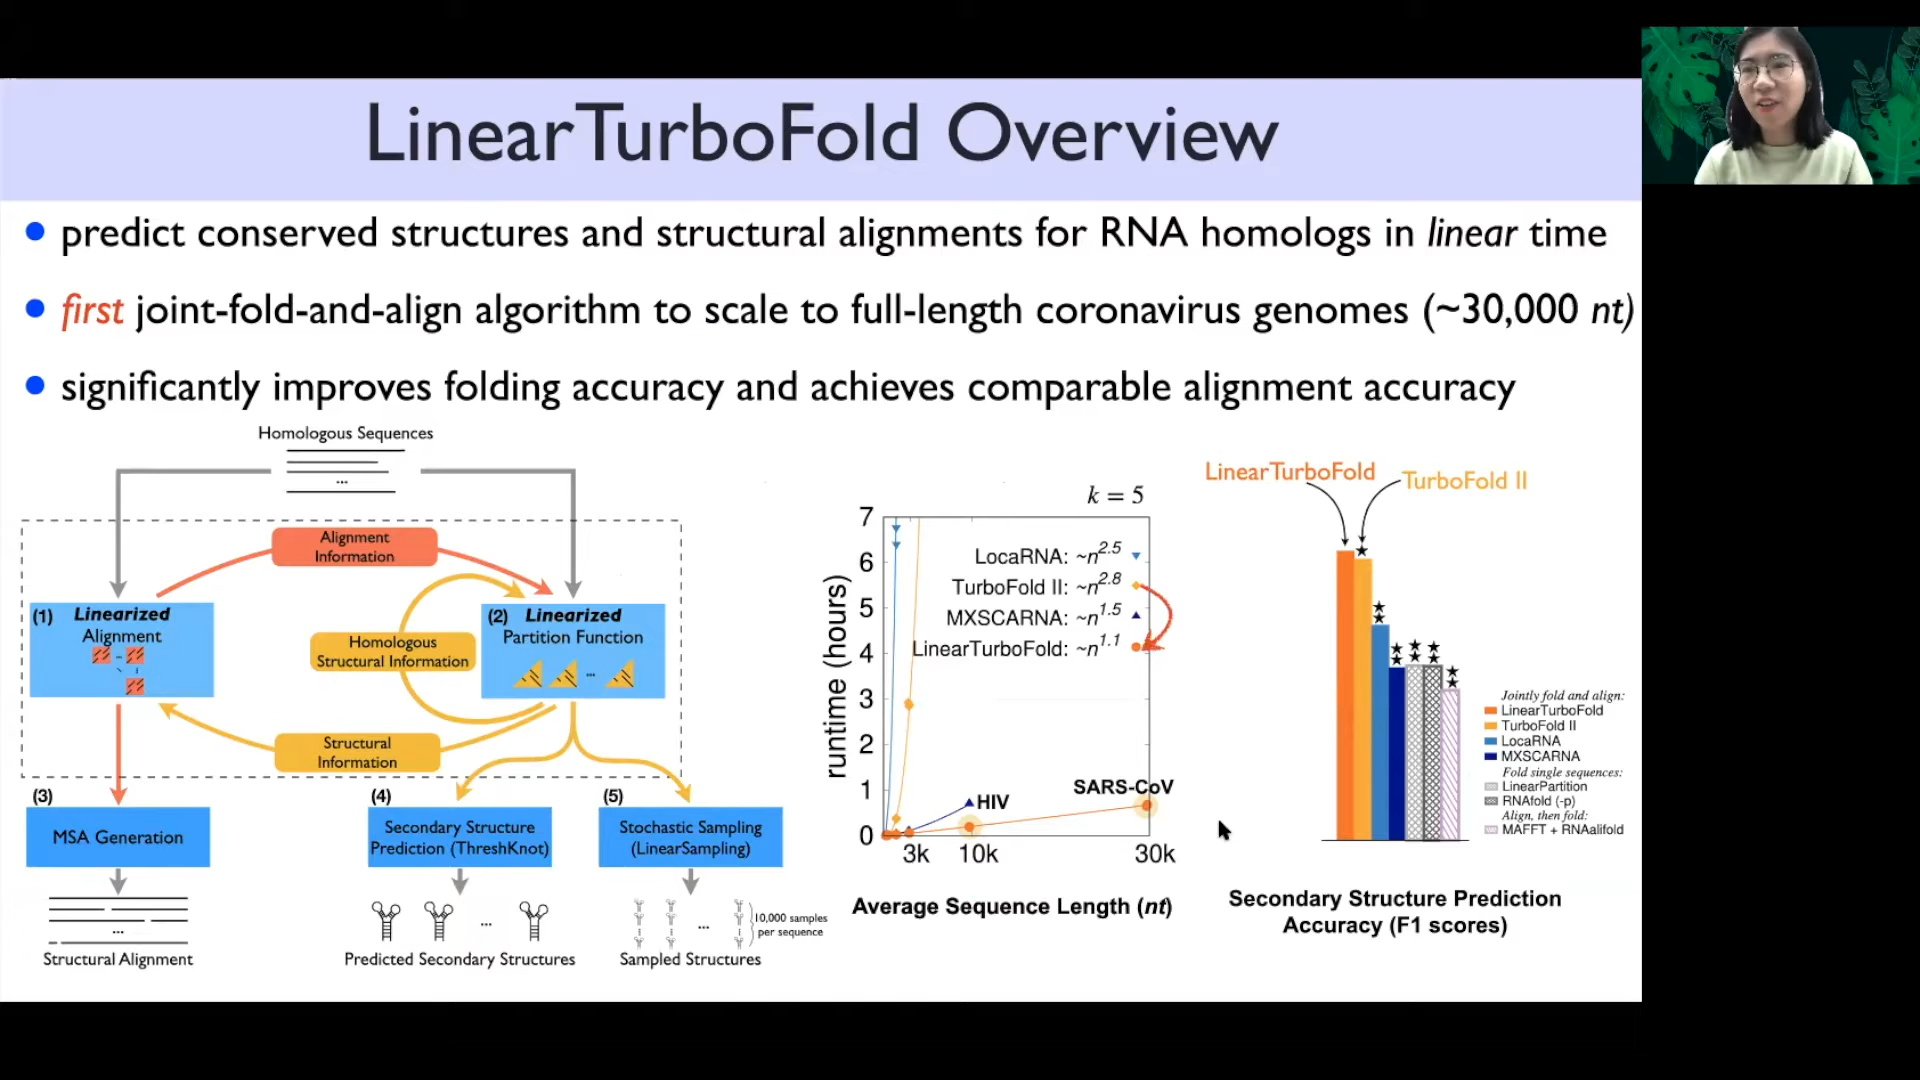 LinearTurboFold Overview
predict conserved structures and structural alignments for RNA homologs in linear time
first joint-fold-and-align algorithm to scale to full-length coronavirus genomes (~30,000 nt)
significantly improves folding accuracy and achieves comparable alignment accuracy
Homologous Sequences
...
Alignment
Information
(1) Linearized
Alignment
(2) Linearized
Partition Function
...
Homologous
Structural Information
Structural
Information
(3)
MSA Generation
(4)
Secondary Structure
Prediction (ThreshKnot)
(5)
Stochastic Sampling
(LinearSampling)
...
Structural Alignment
...
Predicted Secondary Structures
...
10,000 samples
per sequence
Sampled Structures
k = 5
runtime (hours)
7
6
5
4
3
2
1
0
LocaRNA: ~n^2.5
TurboFold II: ~n^2.8
MXSCARNA: ~n^1.5
LinearTurboFold: ~n^1.1
HIV
SARS-CoV
3k
10k
30k
Average Sequence Length (nt)
LinearTurboFold
TurboFold II
Jointly fold and align:
LinearTurboFold
TurboFold II
LocaRNA
MXSCARNA
Fold single sequences:
LinearPartition
RNAfold (-p)
Align, then fold:
MAFFT + RNAalifold
Secondary Structure Prediction
Accuracy (F1 scores)